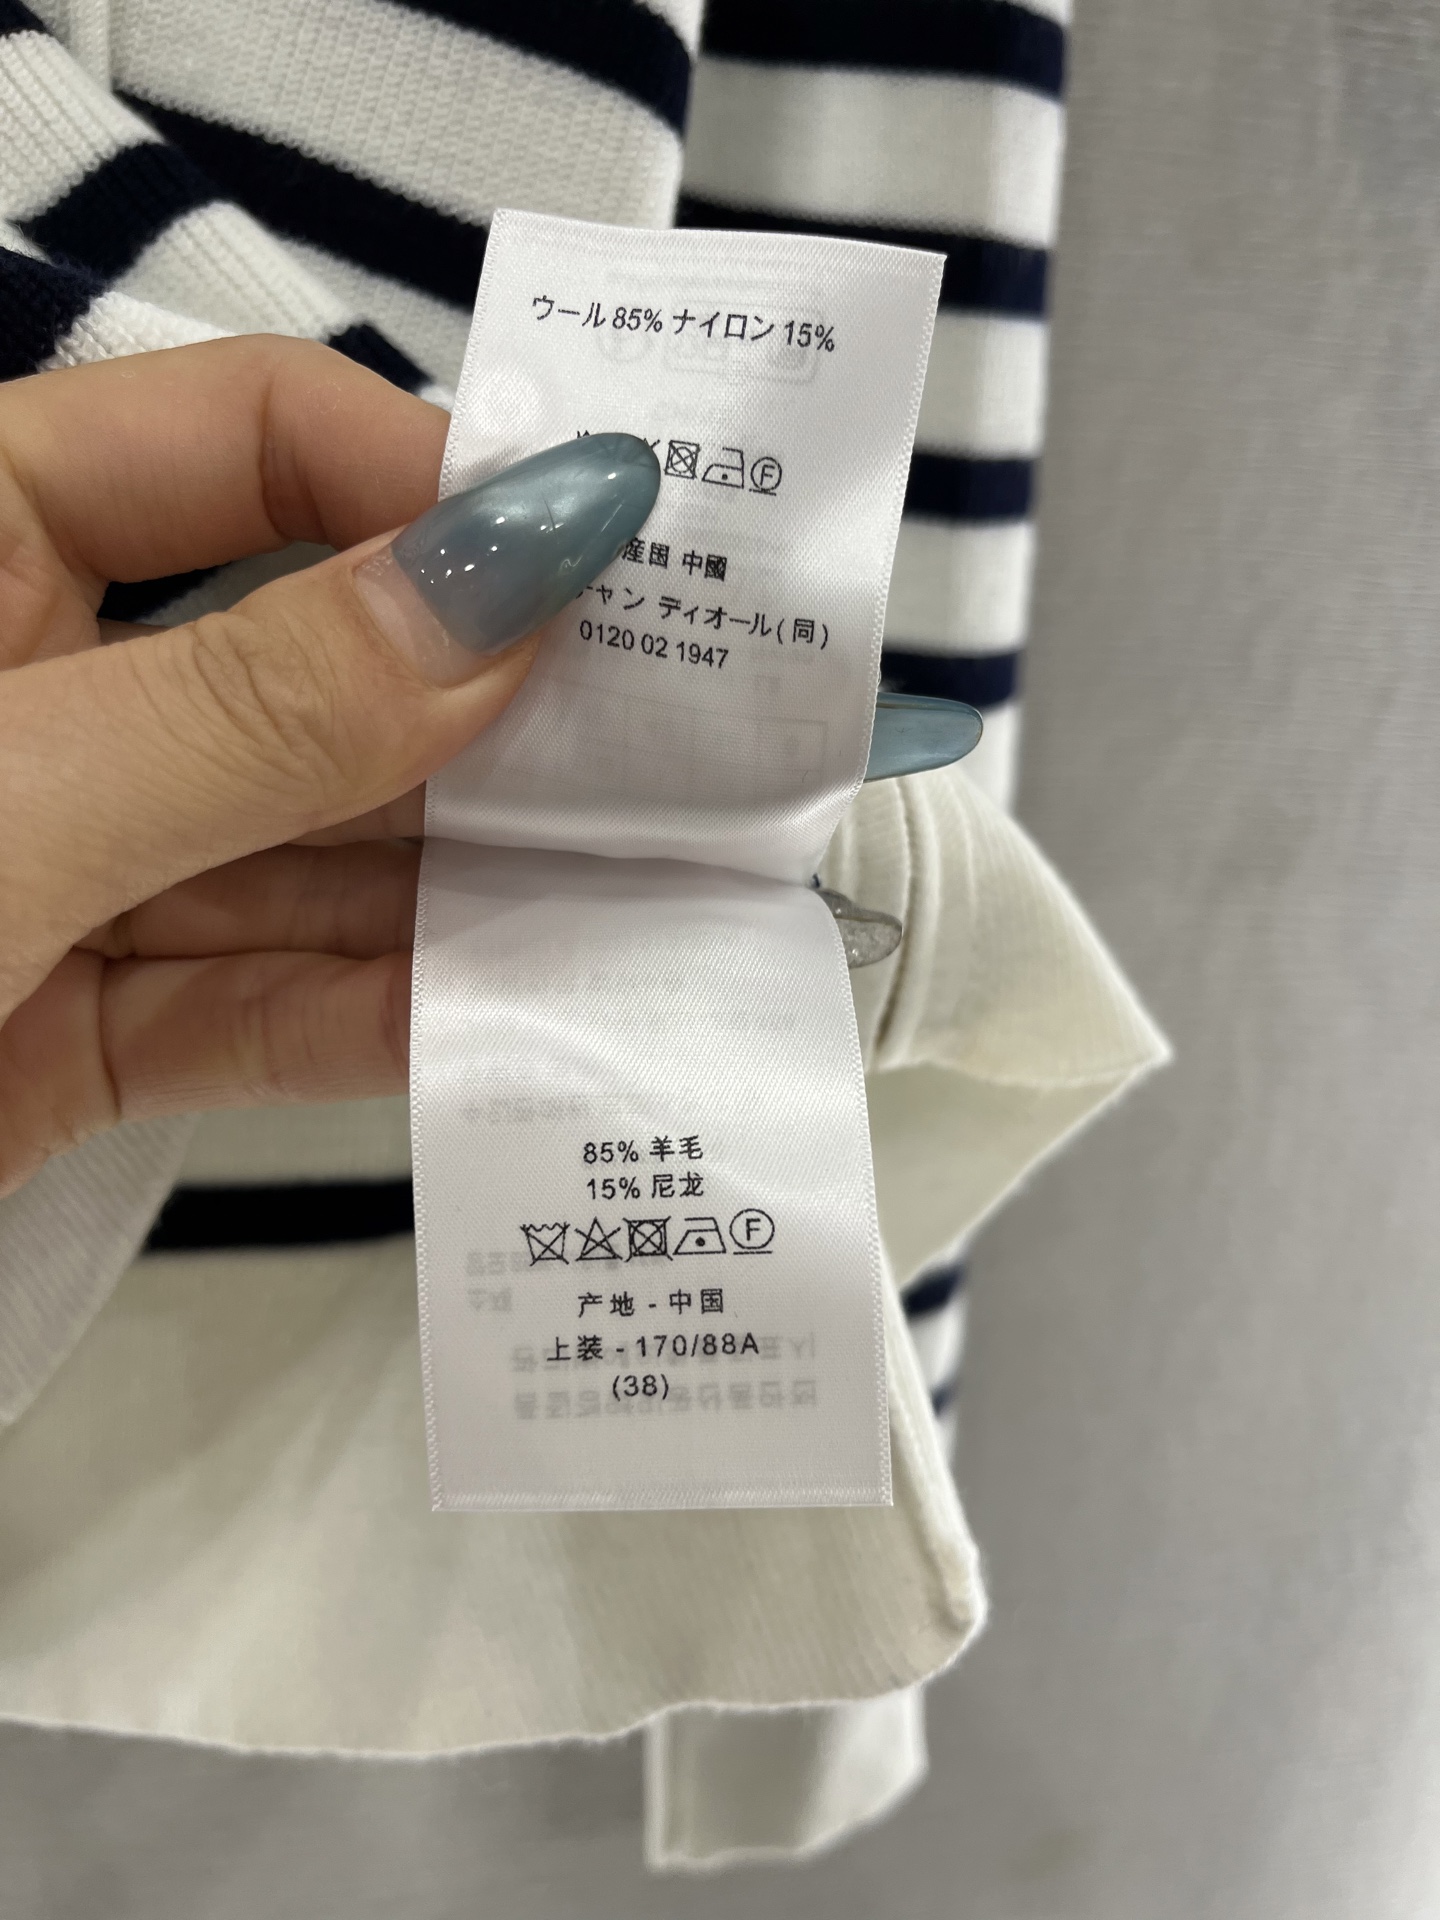 ウール 85% ナイロン 15%
F
産国 中國
ャン ディオール(同)
0120 02 1947
85% 羊毛
15% 尼龙
F
产地 - 中国
上装 - 170/88A
(38)